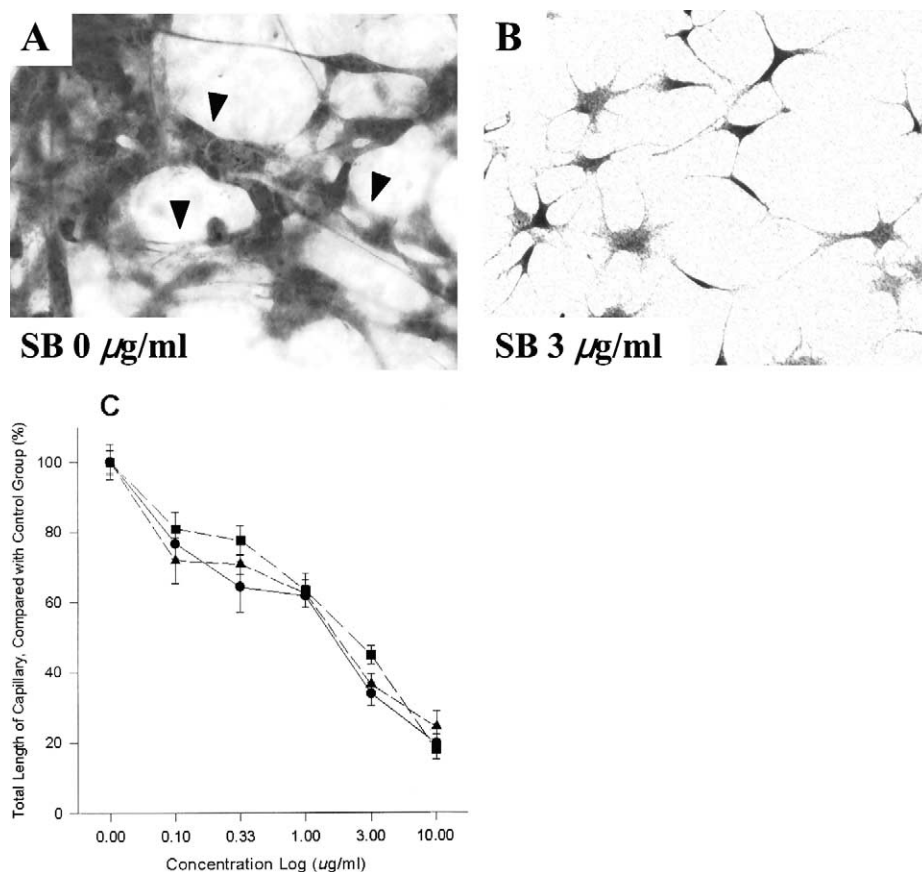 A
B
SB 0 μg/ml
SB 3 μg/ml
C
Total Length of Capillary, Compared with Control Group (%)
100
80
60
40
20
0
0.00 0.10 0.33 1.00 3.00 10.00
Concentration Log (ug/ml)